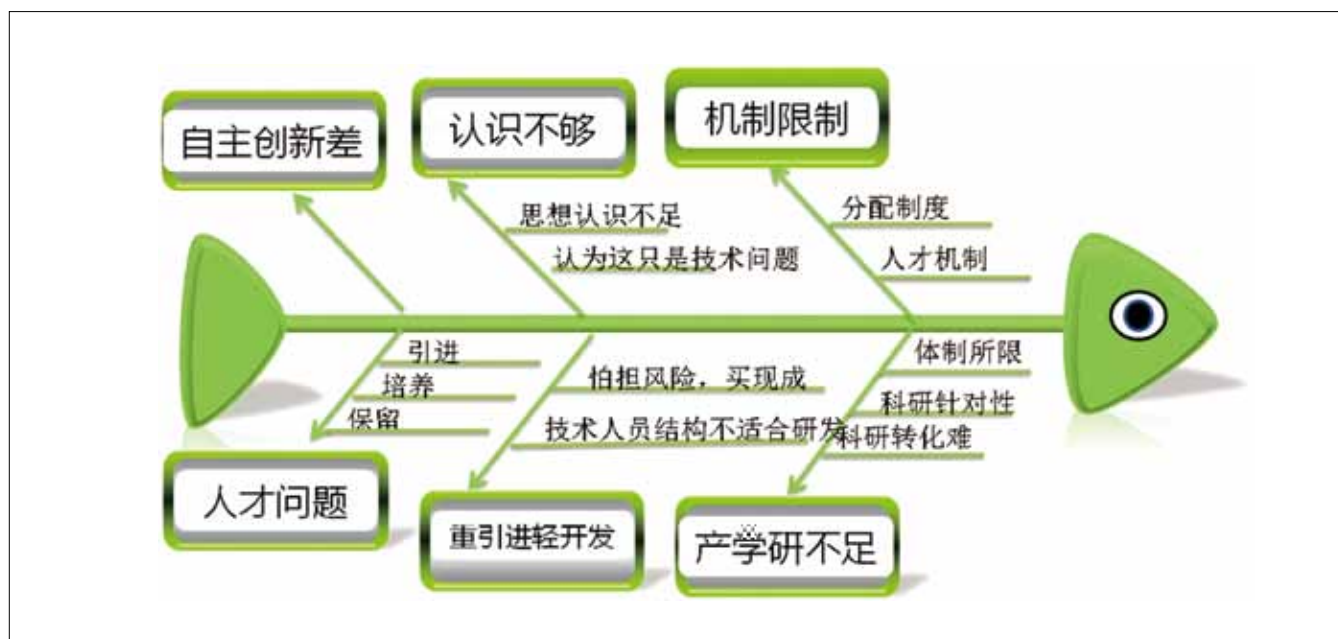 自主创新差
认识不够
机制限制
思想认识不足
认为这只是技术问题
分配制度
人才机制
引进
培养
保留
怕担风险，买现成
技术人员结构不适合研发
体制所限
科研针对性
科研转化难
人才问题
重引进轻开发
产学研不足